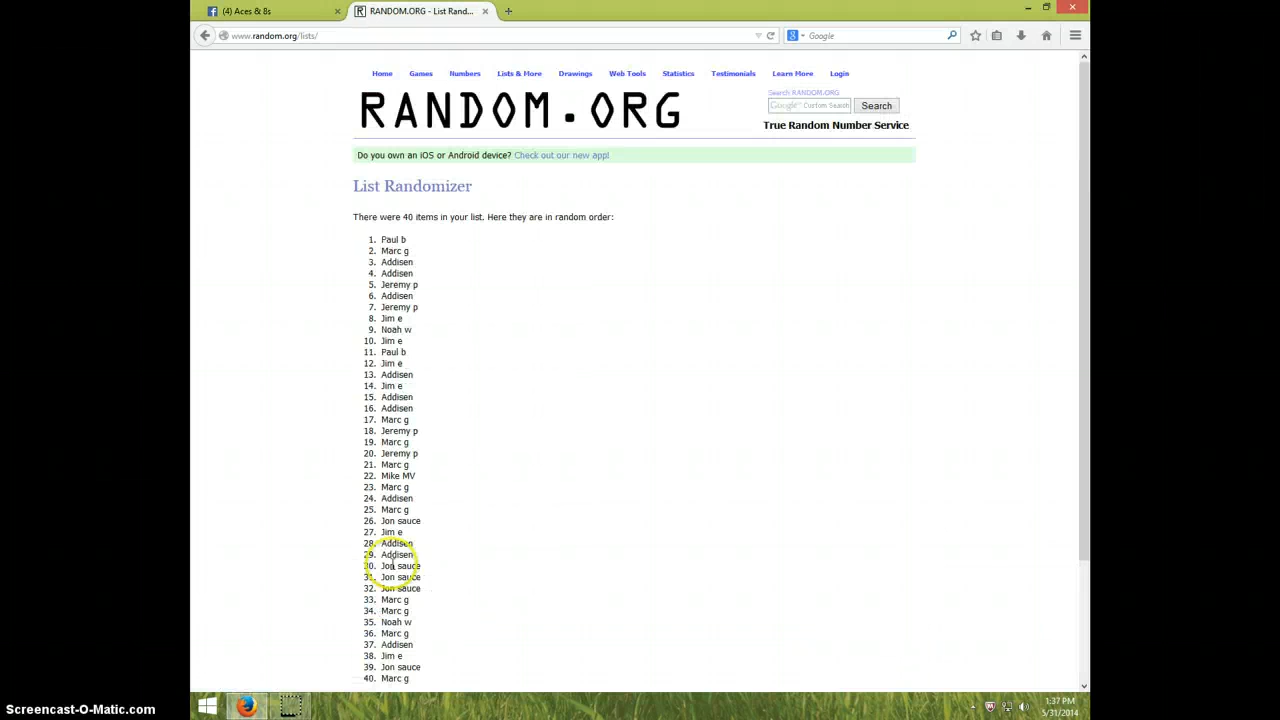 (4) Aces & 8s
RANDOM.ORG - List Rand...
www.random.org/lists/
Google
Home Games Numbers Lists & More Drawings Web Tools Statistics Testimonials Learn More Login
Search RANDOM.ORG
RANDOM.ORG
Google™ Custom Search Search
True Random Number Service
Do you own an iOS or Android device? Check out our new app!
List Randomizer
There were 40 items in your list. Here they are in random order:
1. Paul b
2. Marc g
3. Addisen
4. Addisen
5. Jeremy p
6. Addisen
7. Jeremy p
8. Jim e
9. Noah w
10. Jim e
11. Paul b
12. Jim e
13. Addisen
14. Jim e
15. Addisen
16. Addisen
17. Marc g
18. Jeremy p
19. Marc g
20. Jeremy p
21. Marc g
22. Mike MV
23. Marc g
24. Addisen
25. Marc g
26. Jon sauce
27. Jim e
28. Addisen
29. Addisen
30. Jon sauce
31. Jon sauce
32. Jon sauce
33. Marc g
34. Marc g
35. Noah w
36. Marc g
37. Addisen
38. Jim e
39. Jon sauce
40. Marc g
1:37 PM
5/31/2014
Screencast-O-Matic.com